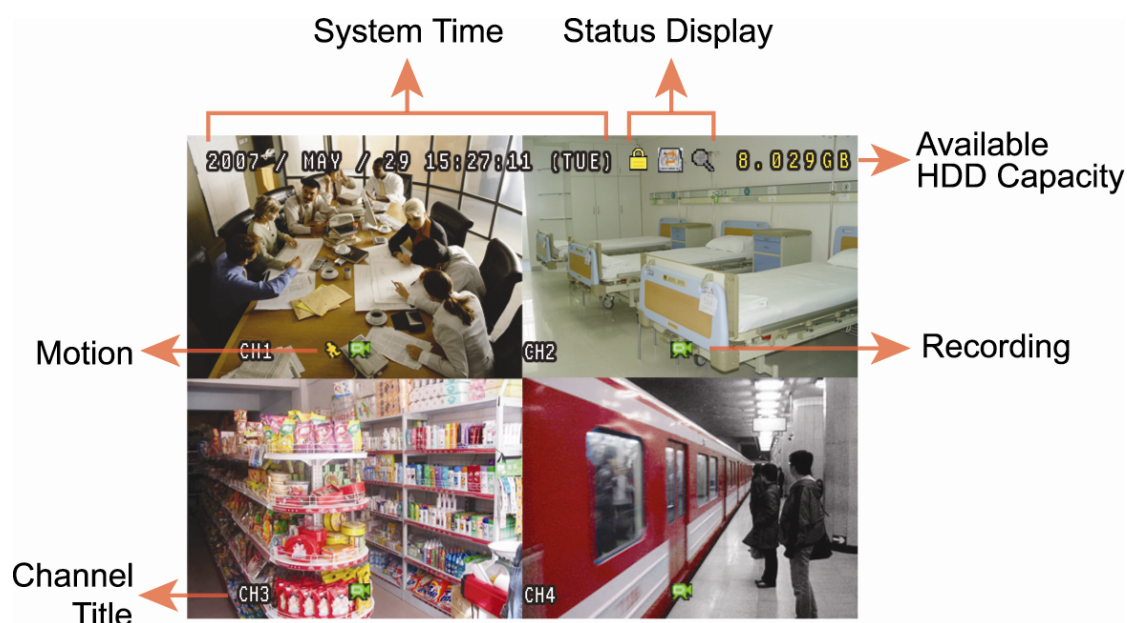 System Time
Status Display
2007 / MAY / 29 15:27:11 (TUE)
8.029GB
Available
HDD Capacity
Motion
CH1
CH2
Recording
Channel
Title
CH3
CH4